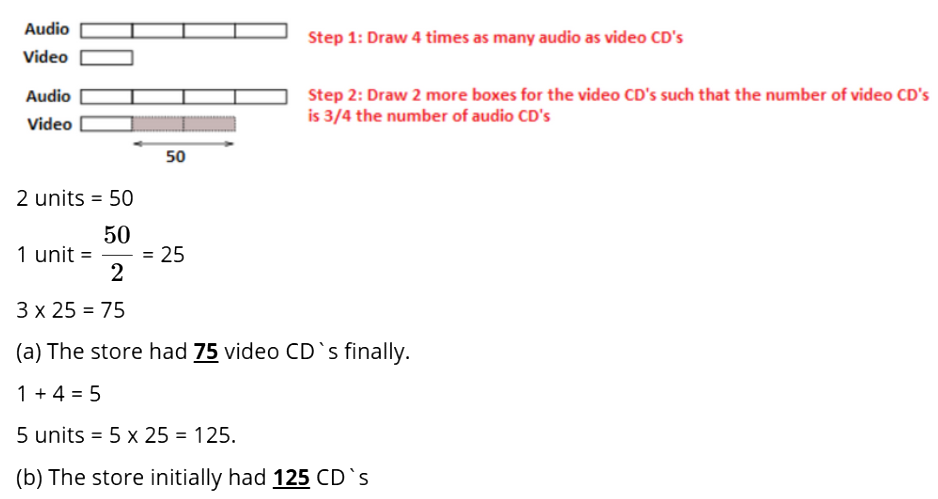 Audio
Step 1: Draw 4 times as many audio as video CD's
Video
Audio
Step 2: Draw 2 more boxes for the video CD's such that the number of video CD's
is 3/4 the number of audio CD's
Video
50
2 units = 50
1 unit = 50/2 = 25
3 x 25 = 75
(a) The store had 75 video CD`s finally.
1 + 4 = 5
5 units = 5 x 25 = 125.
(b) The store initially had 125 CD`s